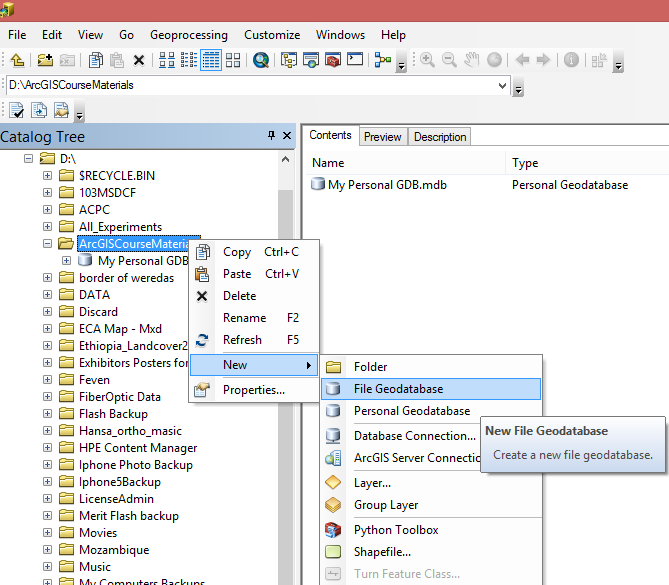 File Edit View Go Geoprocessing Customize Windows Help
D:\ArcGISCourseMaterials
Catalog Tree
D:\
$RECYCLE.BIN
103MSDCF
ACPC
All_Experiments
ArcGISCourseMateria
My Personal GDB
border of weredas
DATA
Discard
ECA Map - Mxd
Ethiopia_Landcover2
Exhibitors Posters for
Feven
FiberOptic Data
Flash Backup
Hansa_ortho_masic
HPE Content Manager
Iphone Photo Backup
Iphone5Backup
LicenseAdmin
Merit Flash backup
Movies
Mozambique
Music
My Computers Backups
Contents Preview Description
Name Type
My Personal GDB.mdb Personal Geodatabase
Copy Ctrl+C
Paste Ctrl+V
Delete
Rename F2
Refresh F5
New
Properties...
Folder
File Geodatabase
Personal Geodatabase
Database Connection...
ArcGIS Server Connectio
Layer...
Group Layer
Python Toolbox
Shapefile...
Turn Feature Class...
New File Geodatabase
Create a new file geodatabase.